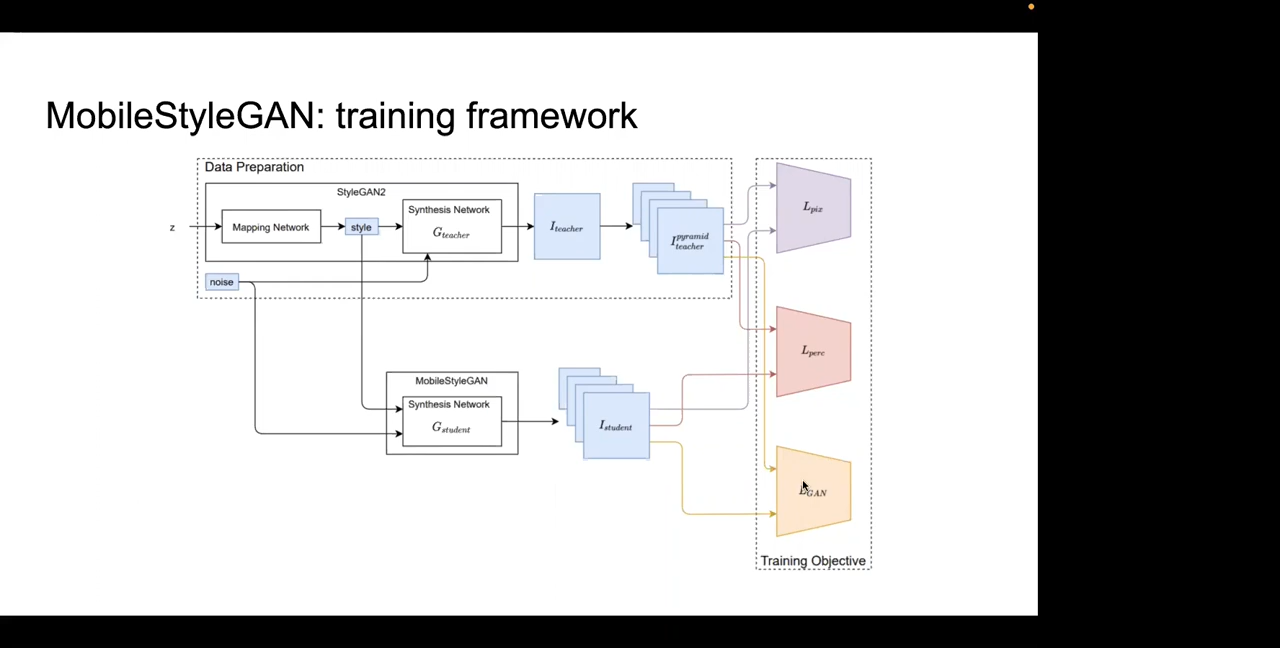 MobileStyleGAN: training framework
Data Preparation
StyleGAN2
z
Mapping Network
style
Synthesis Network
G_teacher
I_teacher
I_teacher^pyramid
L_pix
noise
L_perc
MobileStyleGAN
Synthesis Network
G_student
I_student
L_GAN
Training Objective